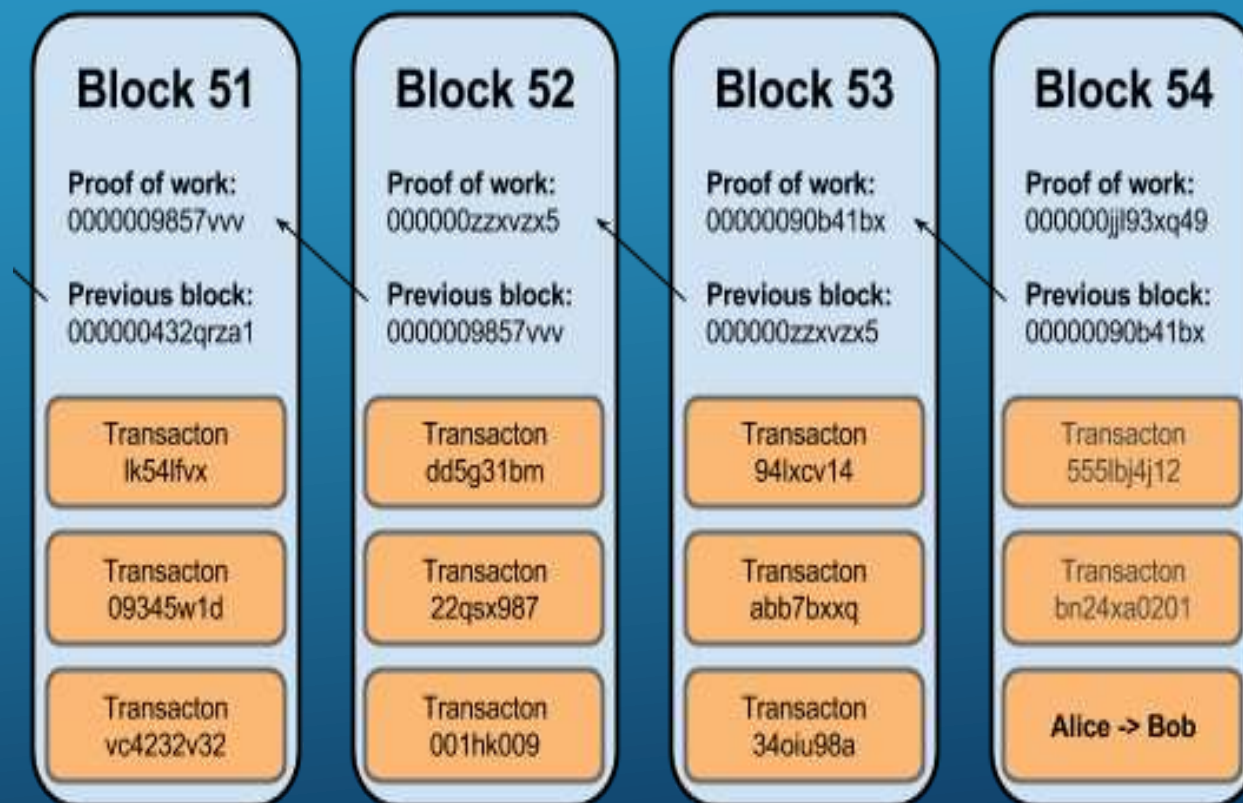 Block 51
Proof of work:
0000009857vvv
Previous block:
000000432qrza1
Transacton
lk54lfvx
Transacton
09345w1d
Transacton
vc4232v32
Block 52
Proof of work:
000000zzxvzx5
Previous block:
0000009857vvv
Transacton
dd5g31bm
Transacton
22qsx987
Transacton
001hk009
Block 53
Proof of work:
00000090b41bx
Previous block:
000000zzxvzx5
Transacton
94lxcv14
Transacton
abb7bxxq
Transacton
34oiu98a
Block 54
Proof of work:
000000jjl93xq49
Previous block:
00000090b41bx
Transacton
555lbj4j12
Transacton
bn24xa0201
Alice -> Bob